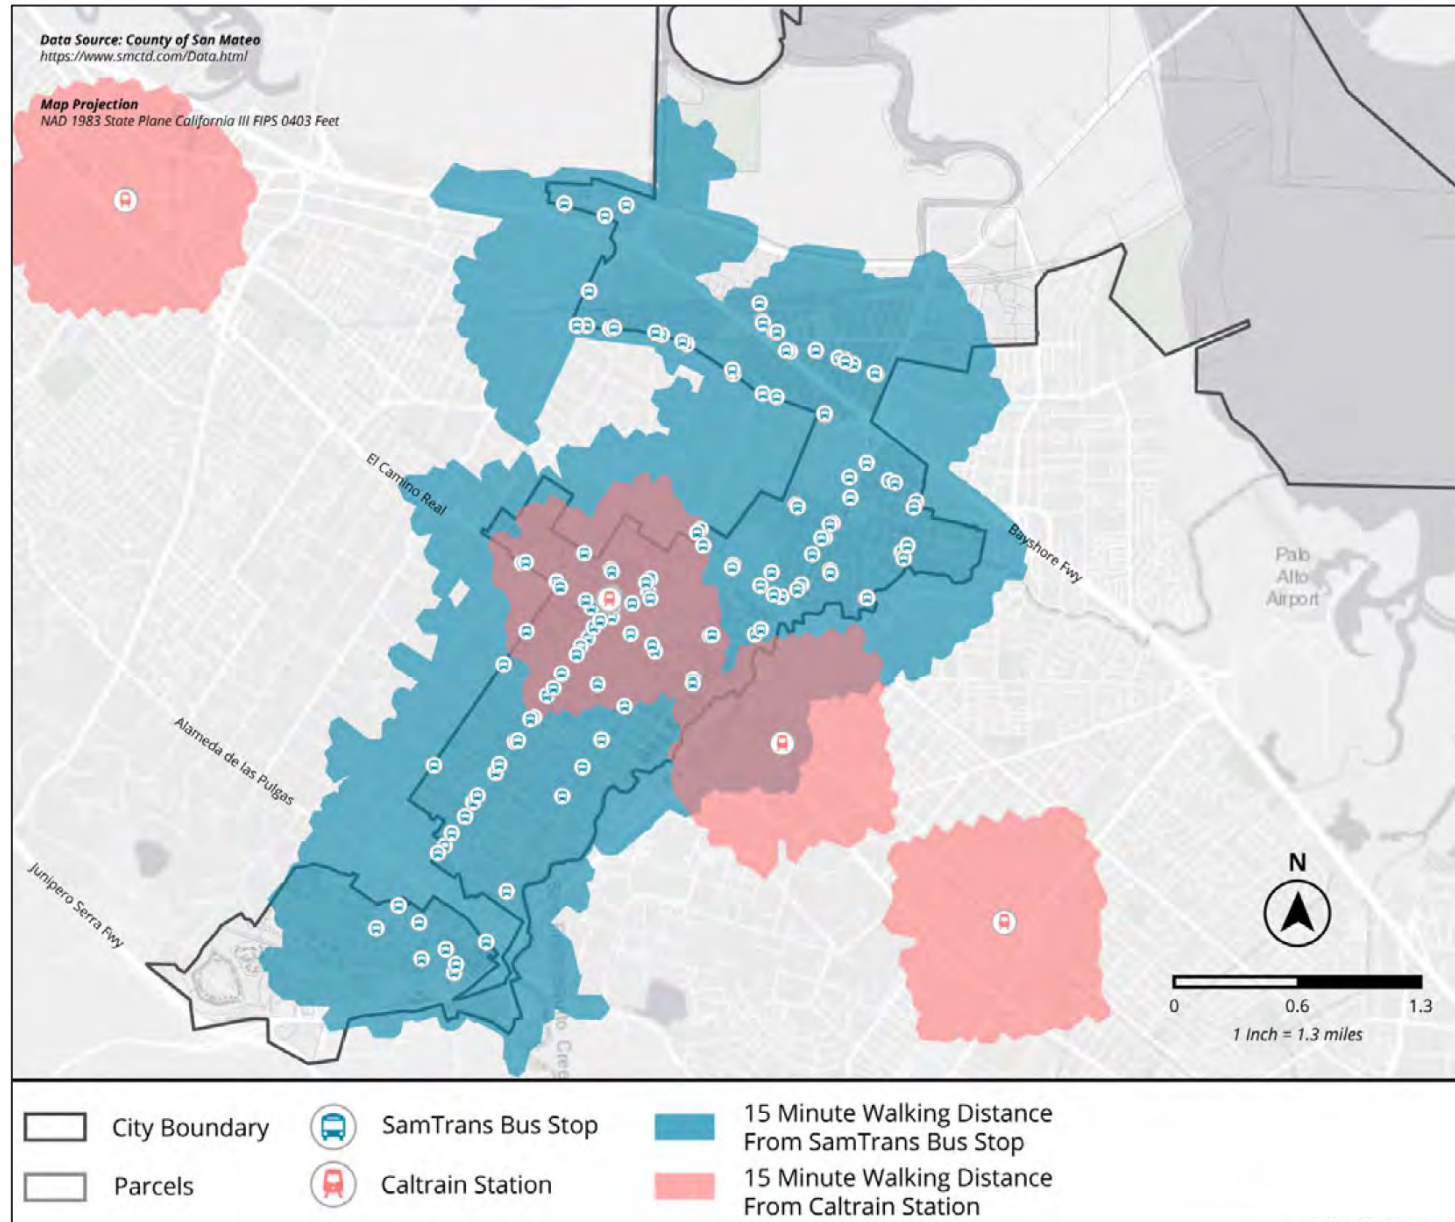 Data Source: County of San Mateo
https://www.smctd.com/Data.html
Map Projection
NAD 1983 State Plane California III FIPS 0403 Feet
El Camino Real
Bayshore Fwy
Palo
Alto
Airport
Alameda de las Pulgas
Junipero Serra Fwy
N
0 0.6 1.3
1 Inch = 1.3 miles
City Boundary
SamTrans Bus Stop
15 Minute Walking Distance
From SamTrans Bus Stop
Parcels
Caltrain Station
15 Minute Walking Distance
From Caltrain Station